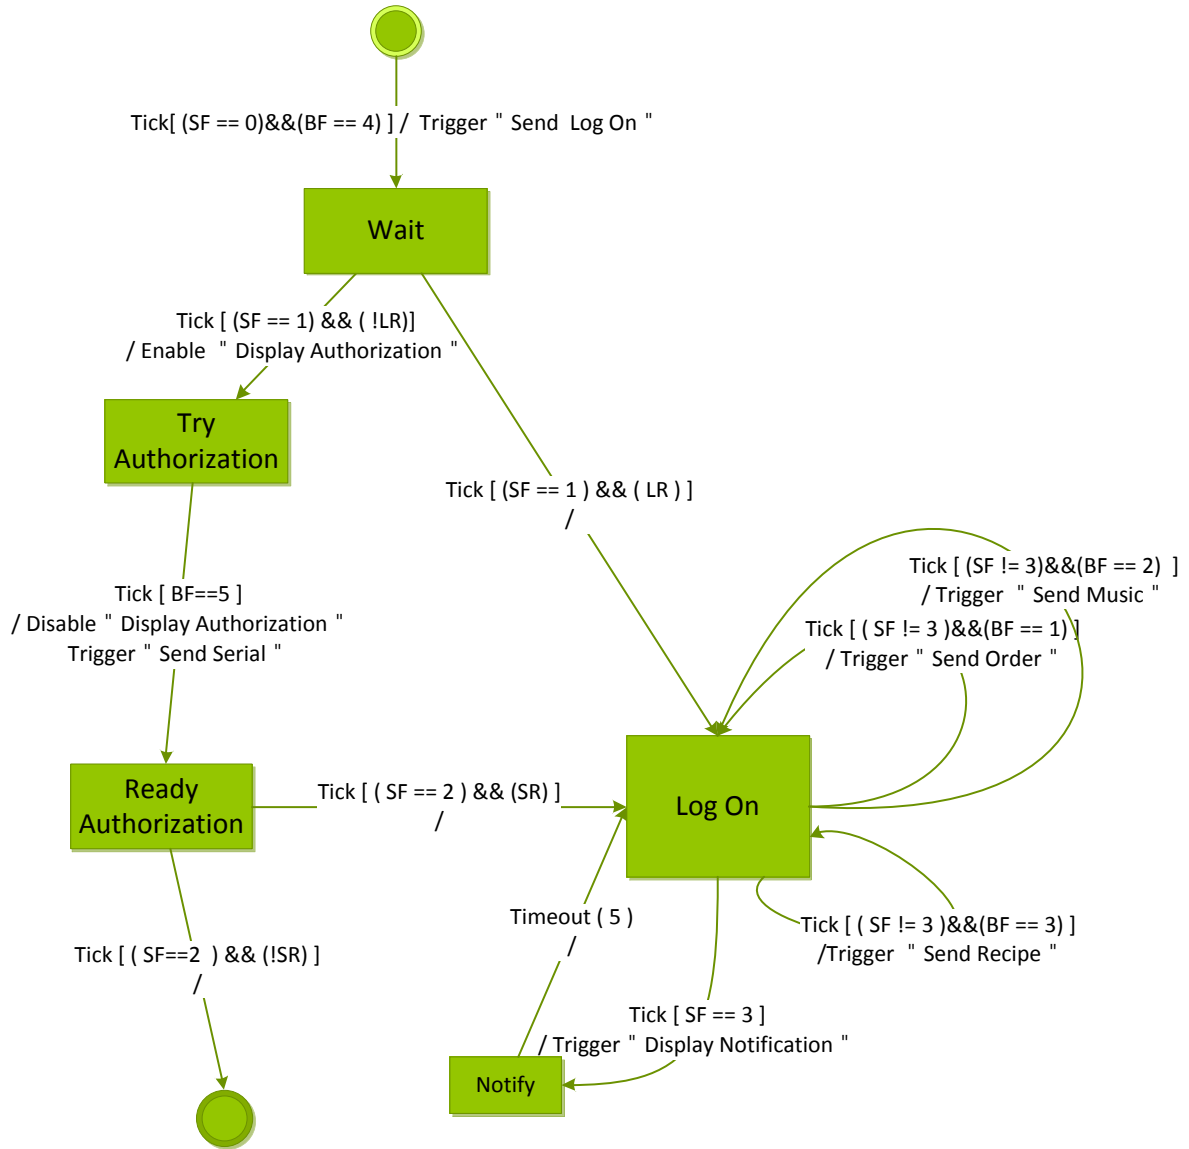 Tick[ (SF == 0)&&(BF == 4) ] /  Trigger " Send  Log On "
Wait
Tick [ (SF == 1) && ( !LR)]
/ Enable  " Display Authorization "
Try
Authorization
Tick [ (SF == 1 ) && ( LR ) ]
/
Tick [ (SF != 3)&&(BF == 2)  ]
/ Trigger  " Send Music "
Tick [ ( SF != 3 )&&(BF == 1) ]
/ Trigger " Send Order "
Tick [ BF==5 ]
/ Disable " Display Authorization "
Trigger " Send Serial "
Ready
Authorization
Tick [ ( SF == 2 ) && (SR) ]
/
Log On
Timeout ( 5 )
/
Tick [ ( SF != 3 )&&(BF == 3) ]
/Trigger  " Send Recipe "
Tick [ ( SF==2  ) && (!SR) ]
/
Tick [ SF == 3 ]
/ Trigger " Display Notification "
Notify